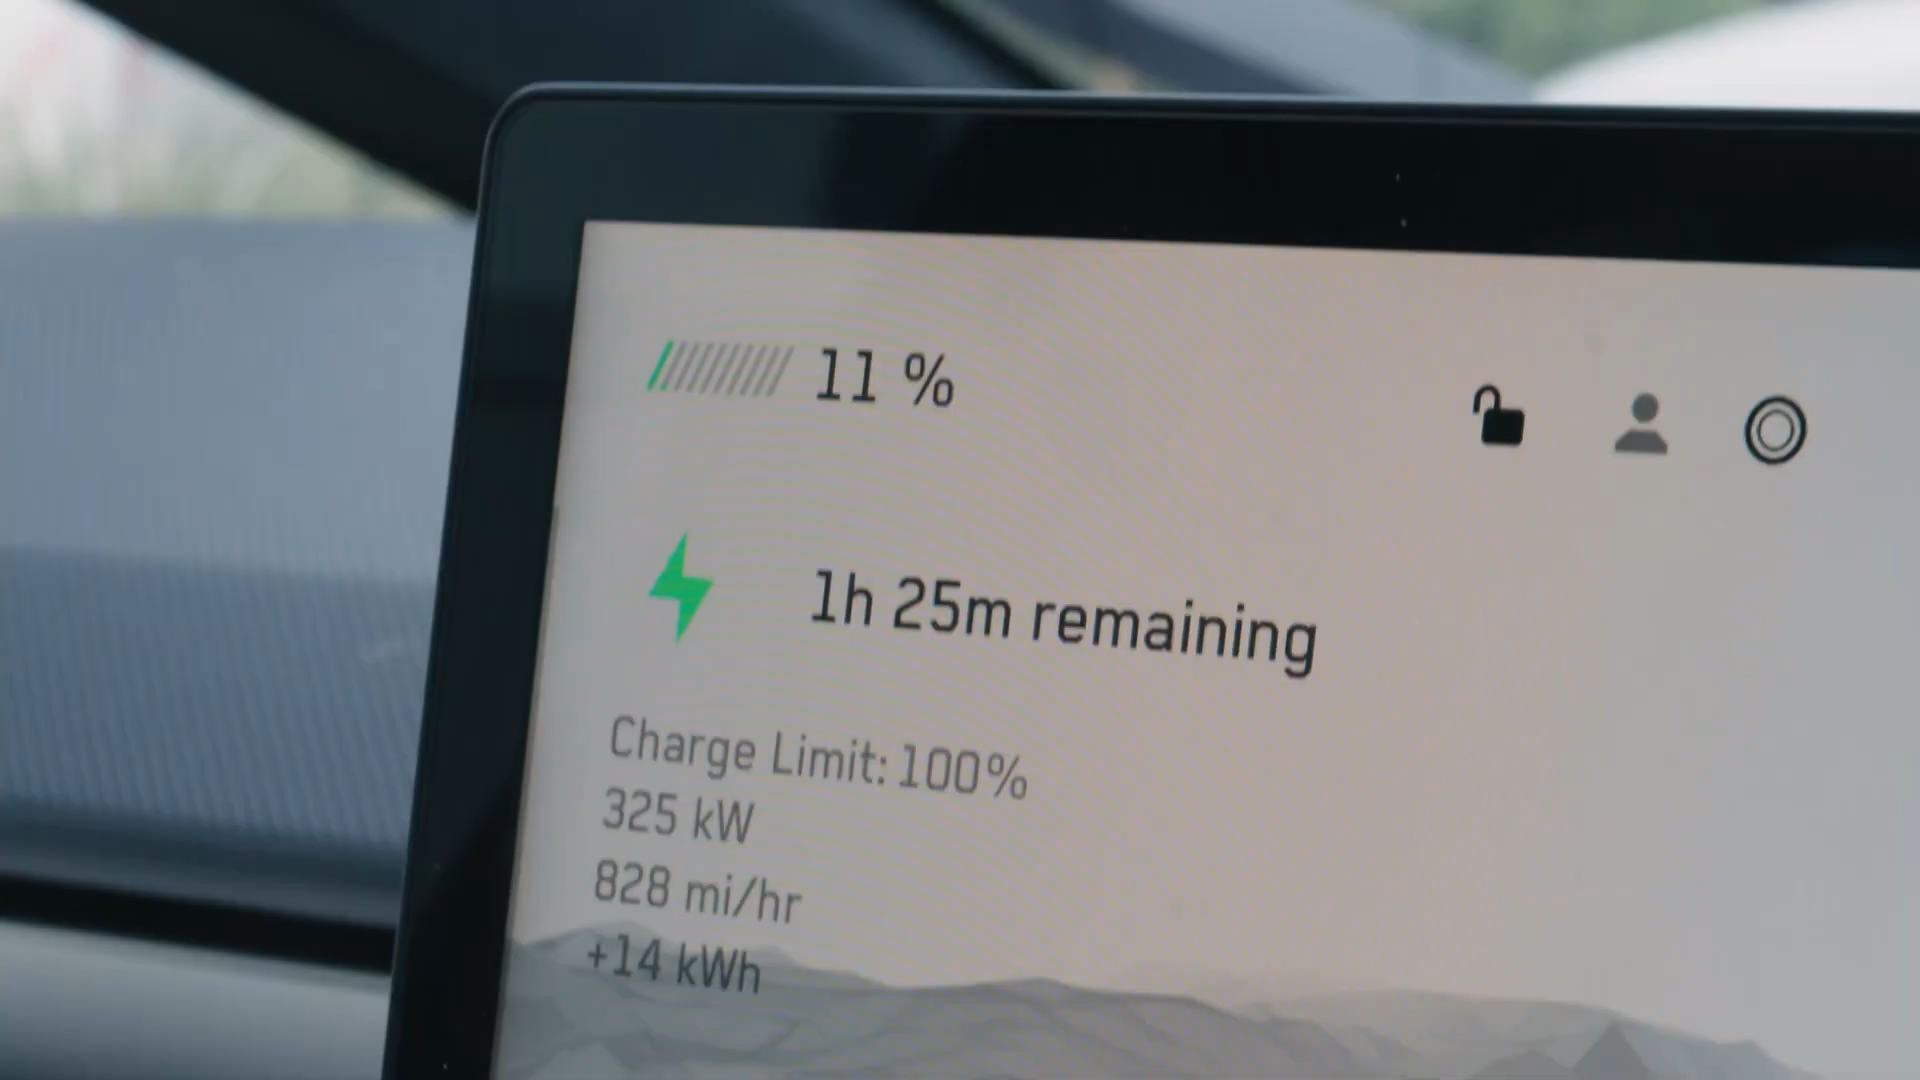 11 %
1h 25m remaining
Charge Limit: 100%
325 kW
828 mi/hr
+14 kWh